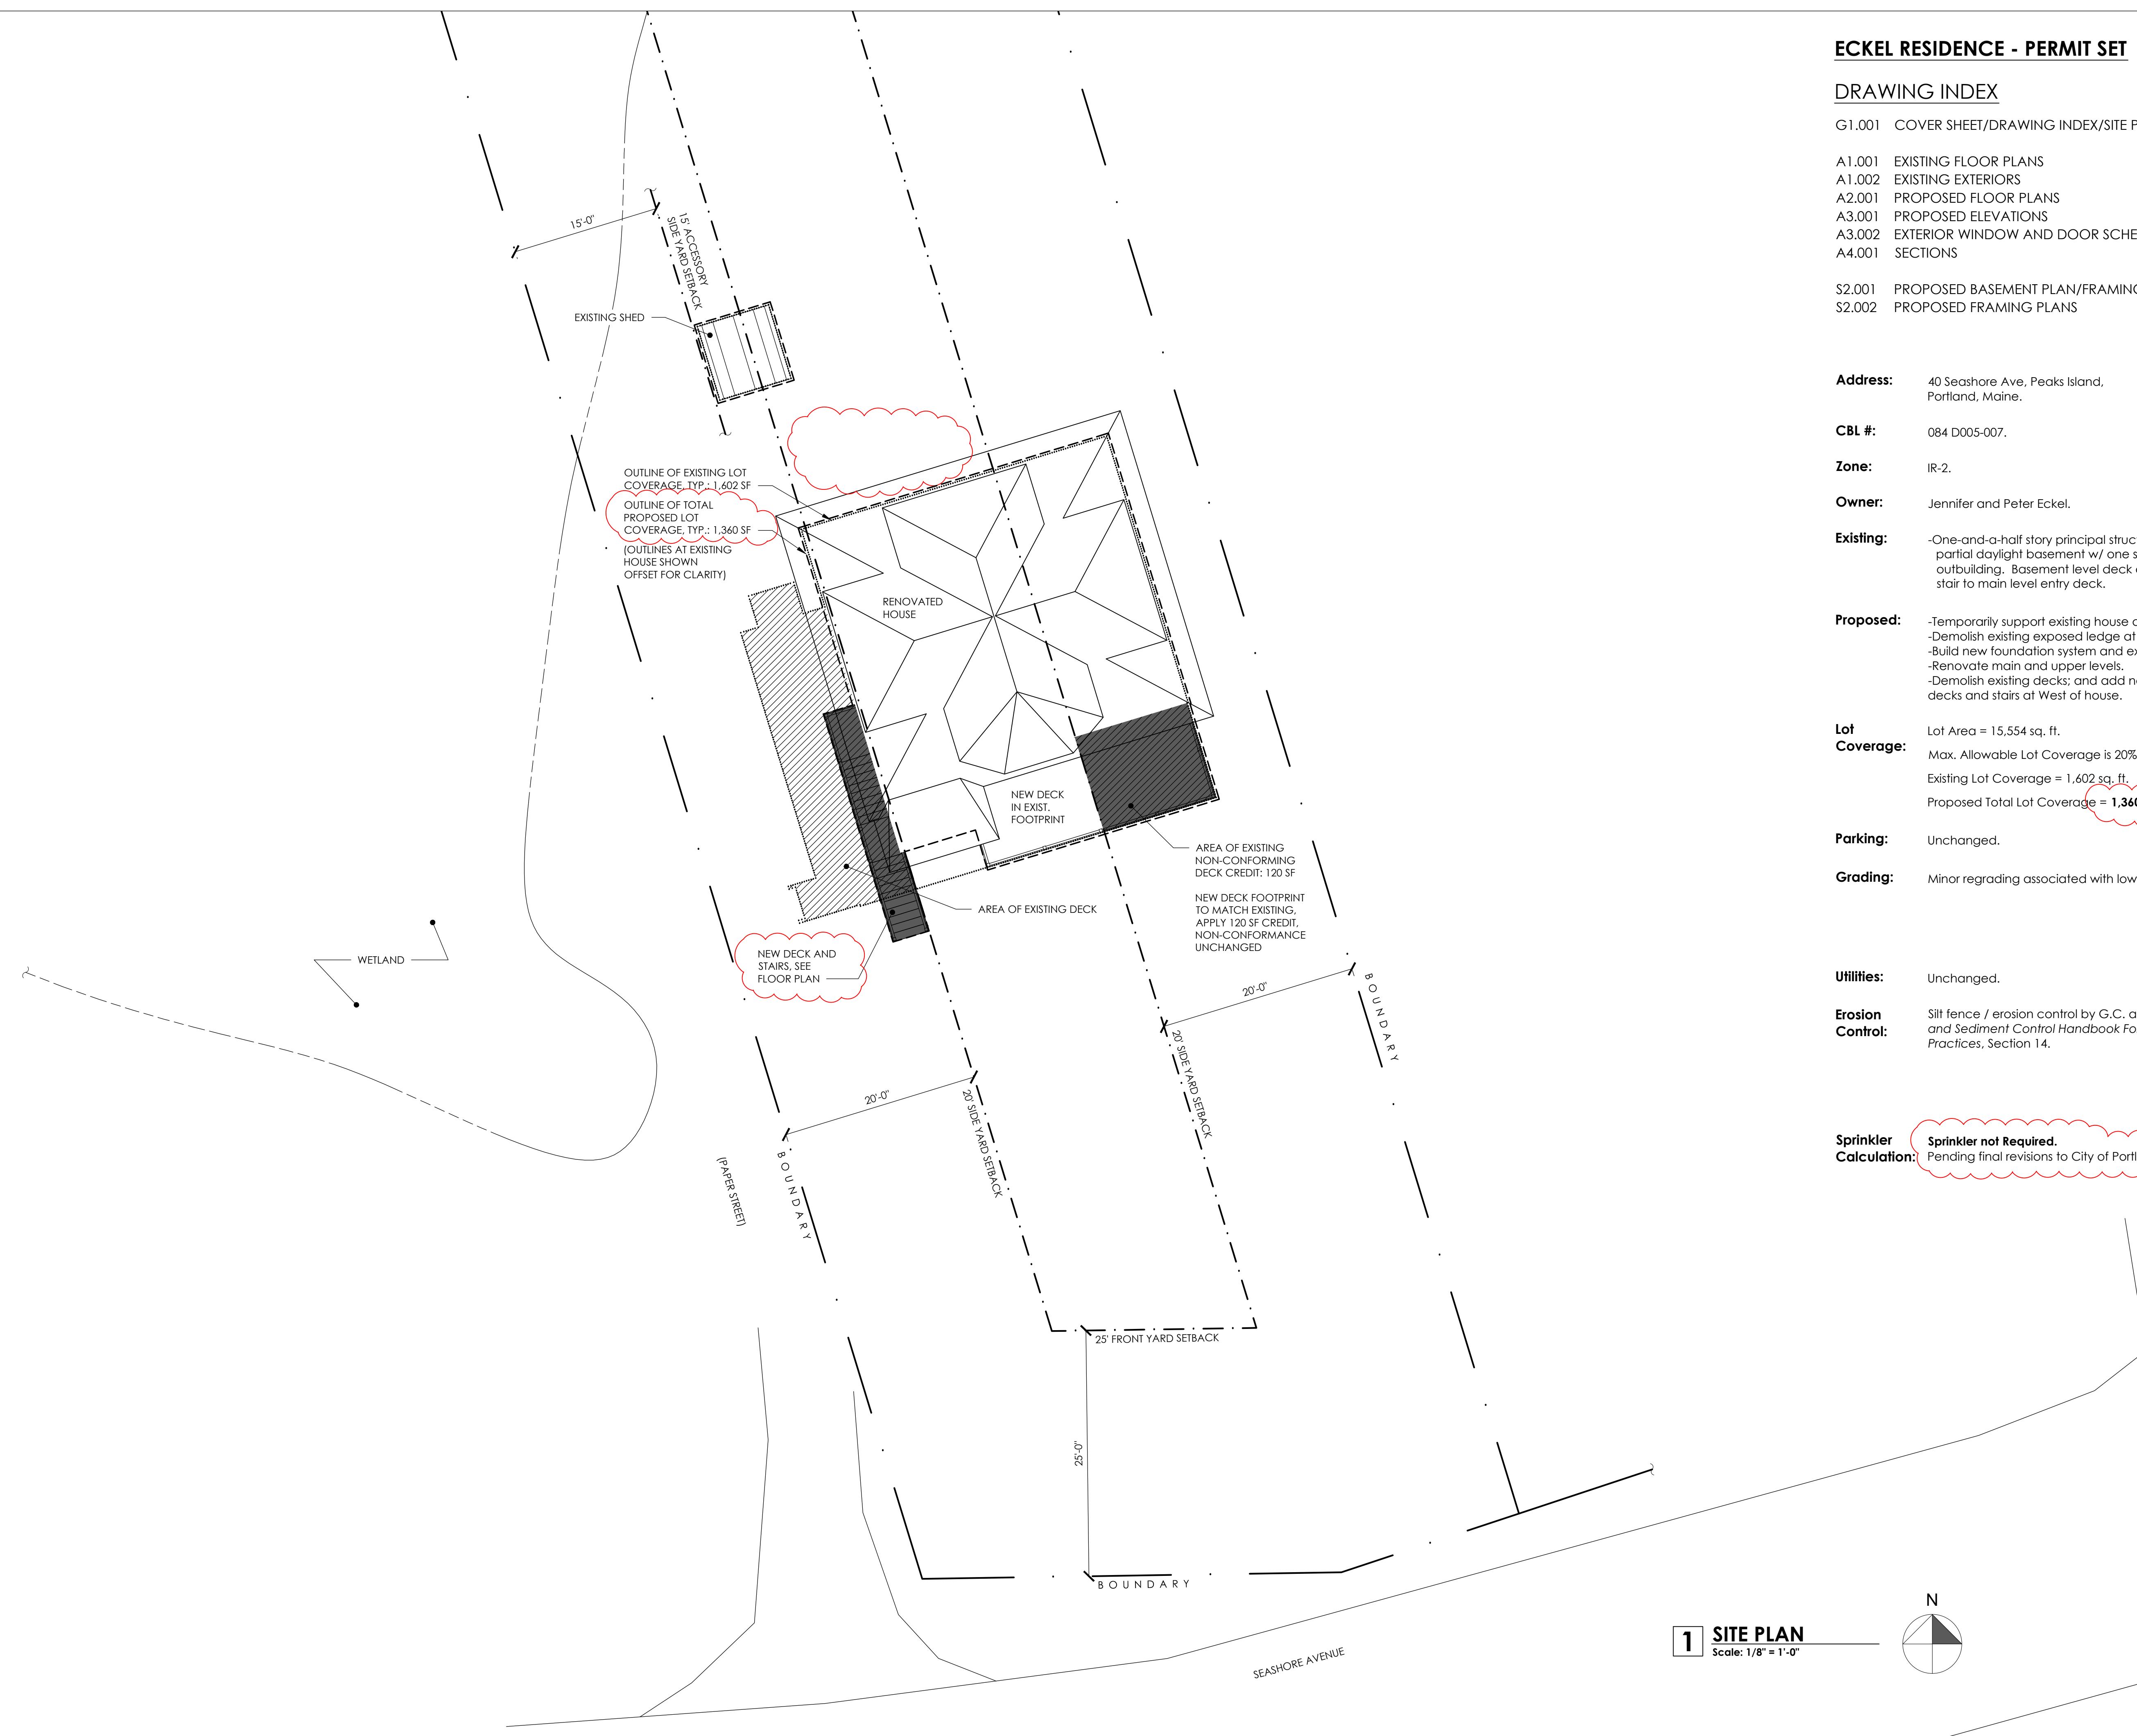 ECKEL RESIDENCE - PERMIT SET
DRAWING INDEX
G1.001 COVER SHEET/DRAWING INDEX/SITE P
A1.001 EXISTING FLOOR PLANS
A1.002 EXISTING EXTERIORS
A2.001 PROPOSED FLOOR PLANS
A3.001 PROPOSED ELEVATIONS
A3.002 EXTERIOR WINDOW AND DOOR SCHE
A4.001 SECTIONS
S2.001 PROPOSED BASEMENT PLAN/FRAMING
S2.002 PROPOSED FRAMING PLANS
Address: 40 Seashore Ave, Peaks Island,
Portland, Maine.
CBL #: 084 D005-007.
Zone: IR-2.
Owner: Jennifer and Peter Eckel.
Existing: -One-and-a-half story principal struc
partial daylight basement w/ one s
outbuilding. Basement level deck
stair to main level entry deck.
Proposed: -Temporarily support existing house
-Demolish existing exposed ledge at
-Build new foundation system and ex
-Renovate main and upper levels.
-Demolish existing decks; and add n
decks and stairs at West of house.
Lot
Coverage:
Lot Area = 15,554 sq. ft.
Max. Allowable Lot Coverage is 20%
Existing Lot Coverage = 1,602 sq. ft.
Proposed Total Lot Coverage = 1,360
Parking: Unchanged.
Grading: Minor regrading associated with low
Utilities: Unchanged.
Erosion
Control:
Silt fence / erosion control by G.C. a
and Sediment Control Handbook Fo
Practices, Section 14.
Sprinkler
Calculation:
Sprinkler not Required.
Pending final revisions to City of Portl
15'-0"
15' ACCESSORY
SIDE YARD SETBACK
EXISTING SHED
OUTLINE OF EXISTING LOT
COVERAGE, TYP.: 1,602 SF
OUTLINE OF TOTAL
PROPOSED LOT
COVERAGE, TYP.: 1,360 SF
(OUTLINES AT EXISTING
HOUSE SHOWN
OFFSET FOR CLARITY)
RENOVATED
HOUSE
NEW DECK
IN EXIST.
FOOTPRINT
AREA OF EXISTING
NON-CONFORMING
DECK CREDIT: 120 SF
NEW DECK FOOTPRINT
TO MATCH EXISTING,
APPLY 120 SF CREDIT,
NON-CONFORMANCE
UNCHANGED
AREA OF EXISTING DECK
NEW DECK AND
STAIRS, SEE
FLOOR PLAN
WETLAND
20'-0"
BOUNDARY
20' SIDE YARD SETBACK
20'-0"
20' SIDE YARD SETBACK
BOUNDARY
(PAPER STREET)
25' FRONT YARD SETBACK
25'-0"
BOUNDARY
SEASHORE AVENUE
1 SITE PLAN
Scale: 1/8" = 1'-0"
N